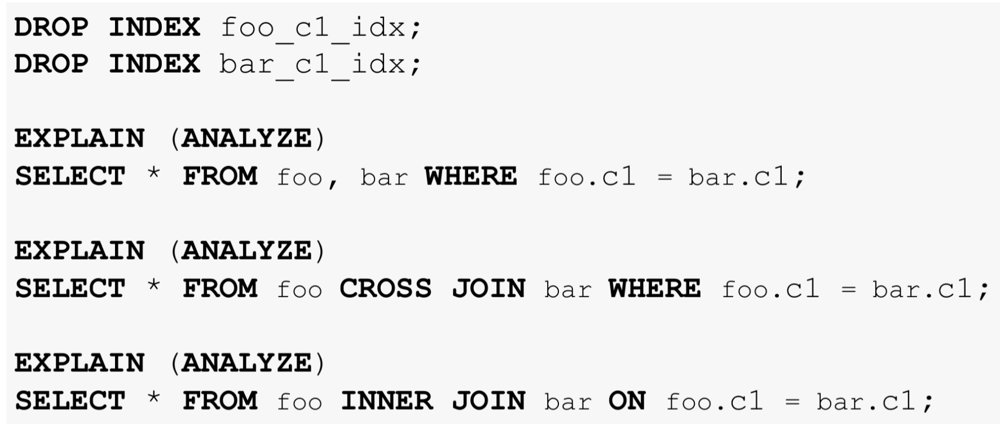 DROP INDEX foo_c1_idx;
DROP INDEX bar_c1_idx;
EXPLAIN (ANALYZE)
SELECT * FROM foo, bar WHERE foo.c1 = bar.c1;
EXPLAIN (ANALYZE)
SELECT * FROM foo CROSS JOIN bar WHERE foo.c1 = bar.c1;
EXPLAIN (ANALYZE)
SELECT * FROM foo INNER JOIN bar ON foo.c1 = bar.c1;